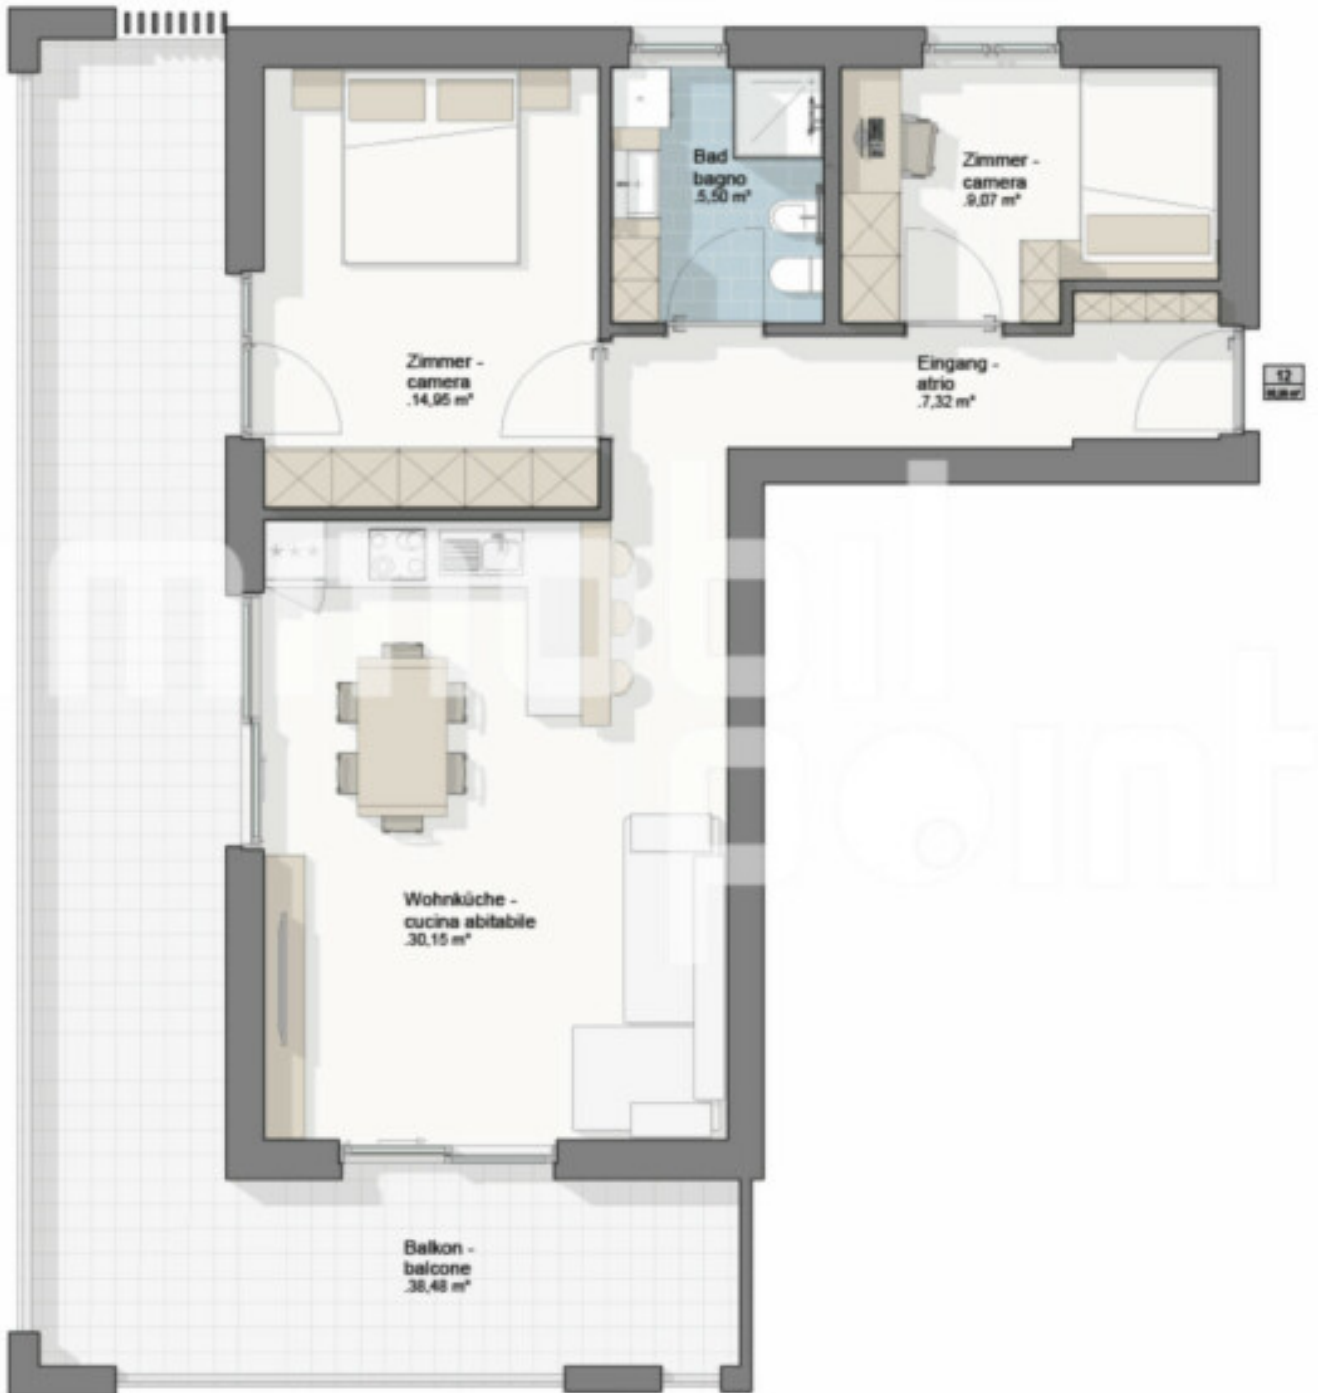 Bad
bagno
.5,50 m²
Zimmer -
camera
.9,07 m²
Zimmer -
camera
.14,95 m²
Eingang -
atrio
.7,32 m²
12
Wohnküche -
cucina abitabile
.30,15 m²
Balkon -
balcone
.38,48 m²
point